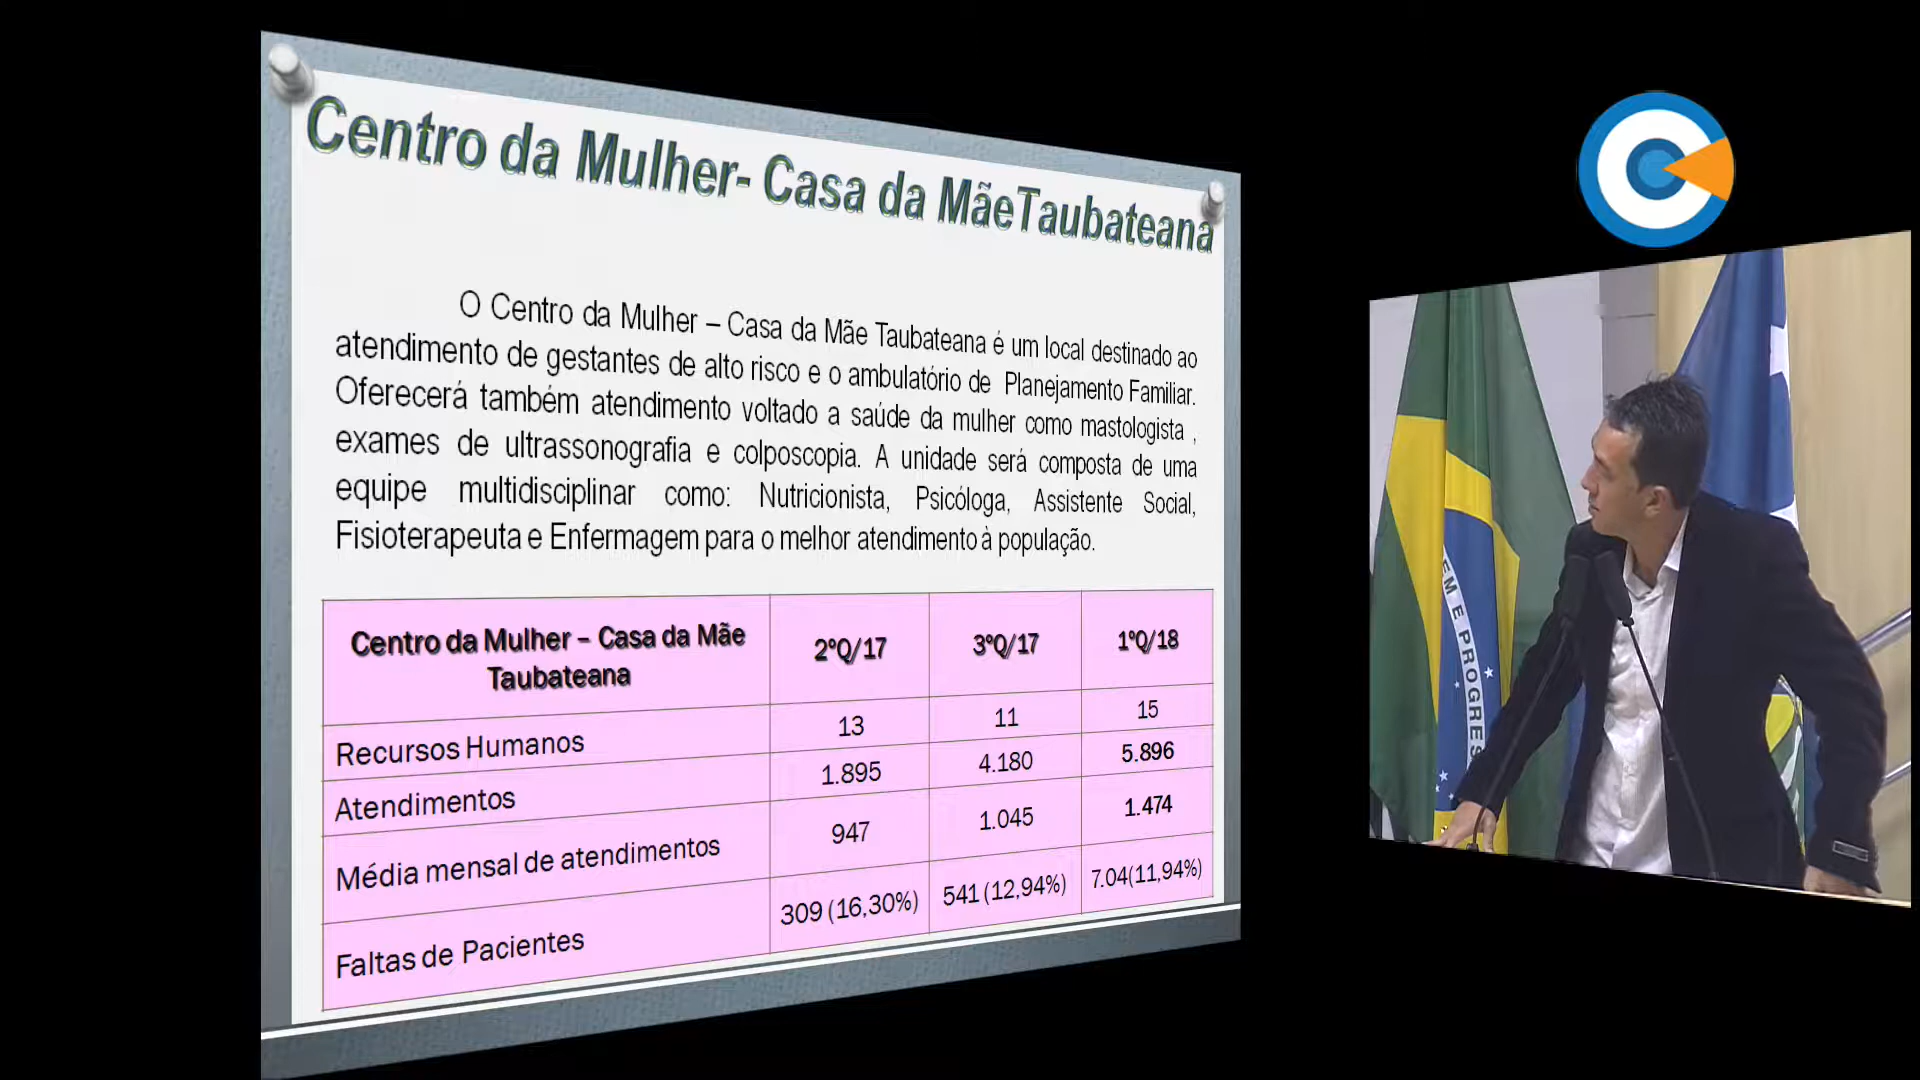 Centro da Mulher- Casa da MãeTaubateana
O Centro da Mulher – Casa da Mãe Taubateana é um local destinado ao
atendimento de gestantes de alto risco e o ambulatório de Planejamento Familiar.
Oferecerá também atendimento voltado a saúde da mulher como mastologista ,
exames de ultrassonografia e colposcopia. A unidade será composta de uma
equipe multidisciplinar como: Nutricionista, Psicóloga, Assistente Social,
Fisioterapeuta e Enfermagem para o melhor atendimento à população.
Centro da Mulher – Casa da Mãe
Taubateana
2ºQ/17
3ºQ/17
1ºQ/18
Recursos Humanos
13
11
15
Atendimentos
1.895
4.180
5.896
Média mensal de atendimentos
947
1.045
1.474
Faltas de Pacientes
309 (16,30%)
541 (12,94%)
7.04(11,94%)
EM E PROGRES